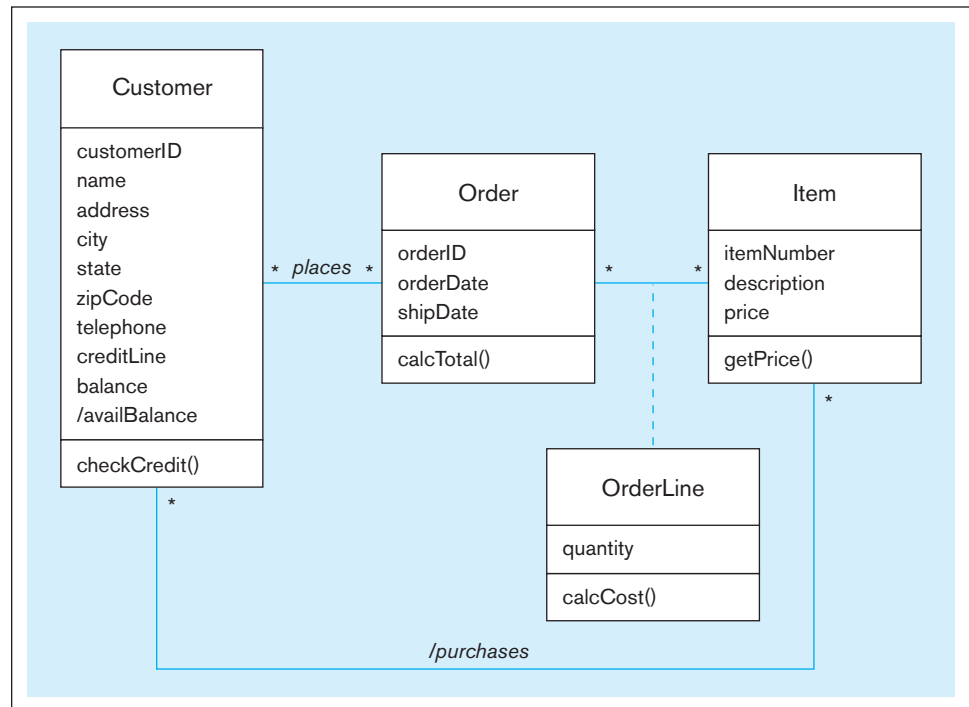 Customer
customerID
name
address
city
state
zipCode
telephone
creditLine
balance
/availBalance
checkCredit()
*
* places *
Order
orderID
orderDate
shipDate
calcTotal()
* *
Item
itemNumber
description
price
getPrice()
*
OrderLine
quantity
calcCost()
/purchases